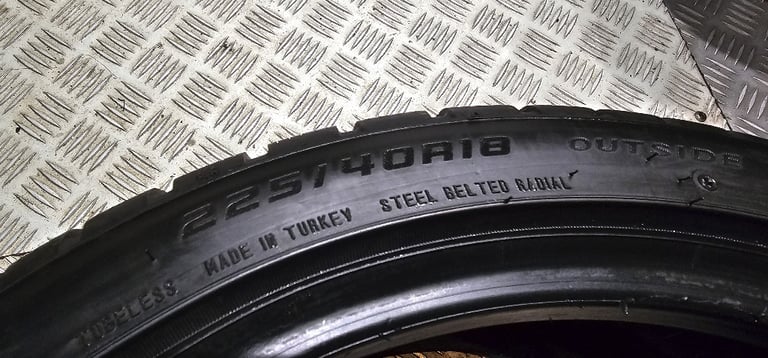 225/40R18 OUTSIDE
TUBELESS MADE IN TURKEY STEEL BELTED RADIAL